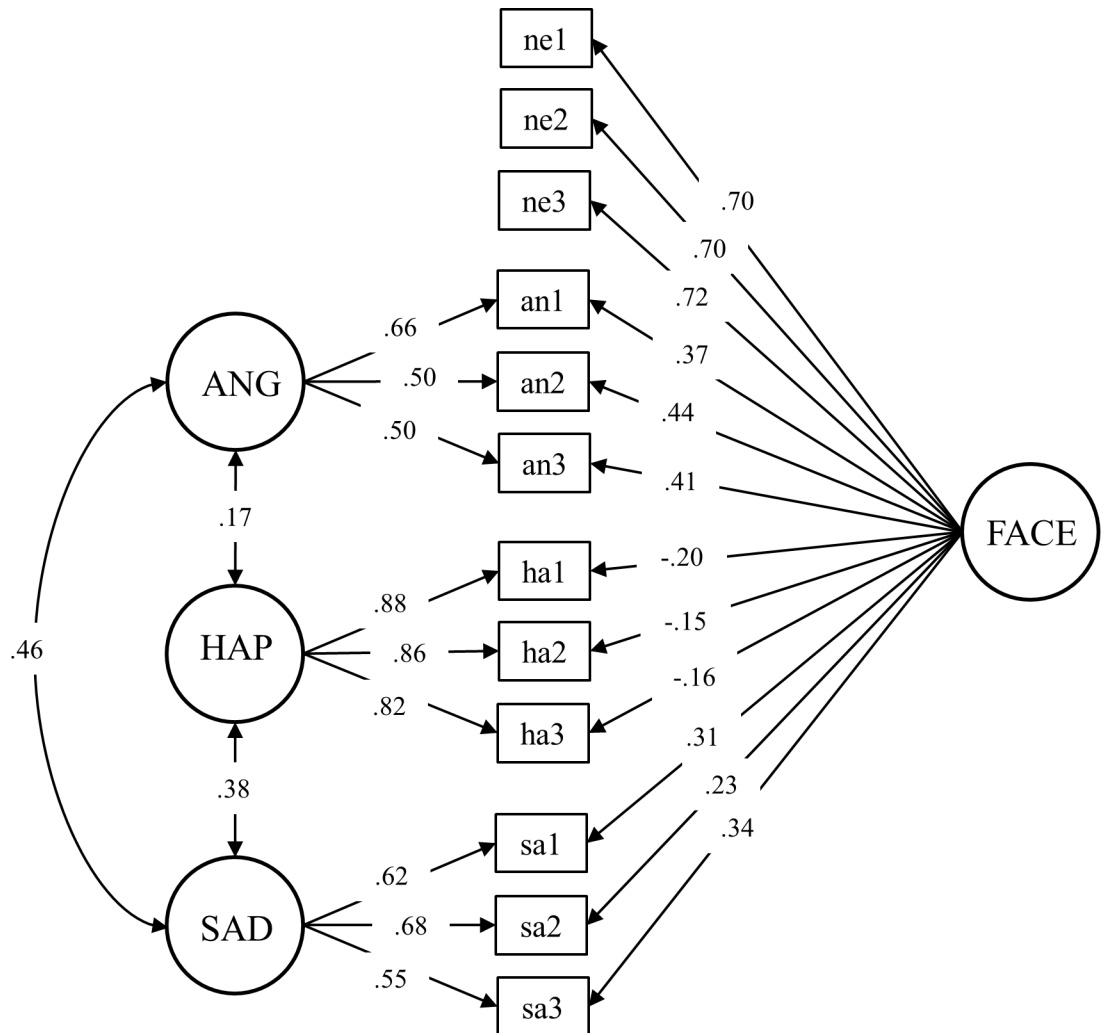 ne1
ne2
ne3
.70
.70
.72
an1
.66
.37
ANG
.50
an2
.44
.50
an3
.41
.17
FACE
ha1
-.20
.88
.46
HAP
.86
ha2
-.15
.82
-.16
ha3
.31
.38
.23
sa1
.34
.62
SAD
.68
sa2
.55
sa3